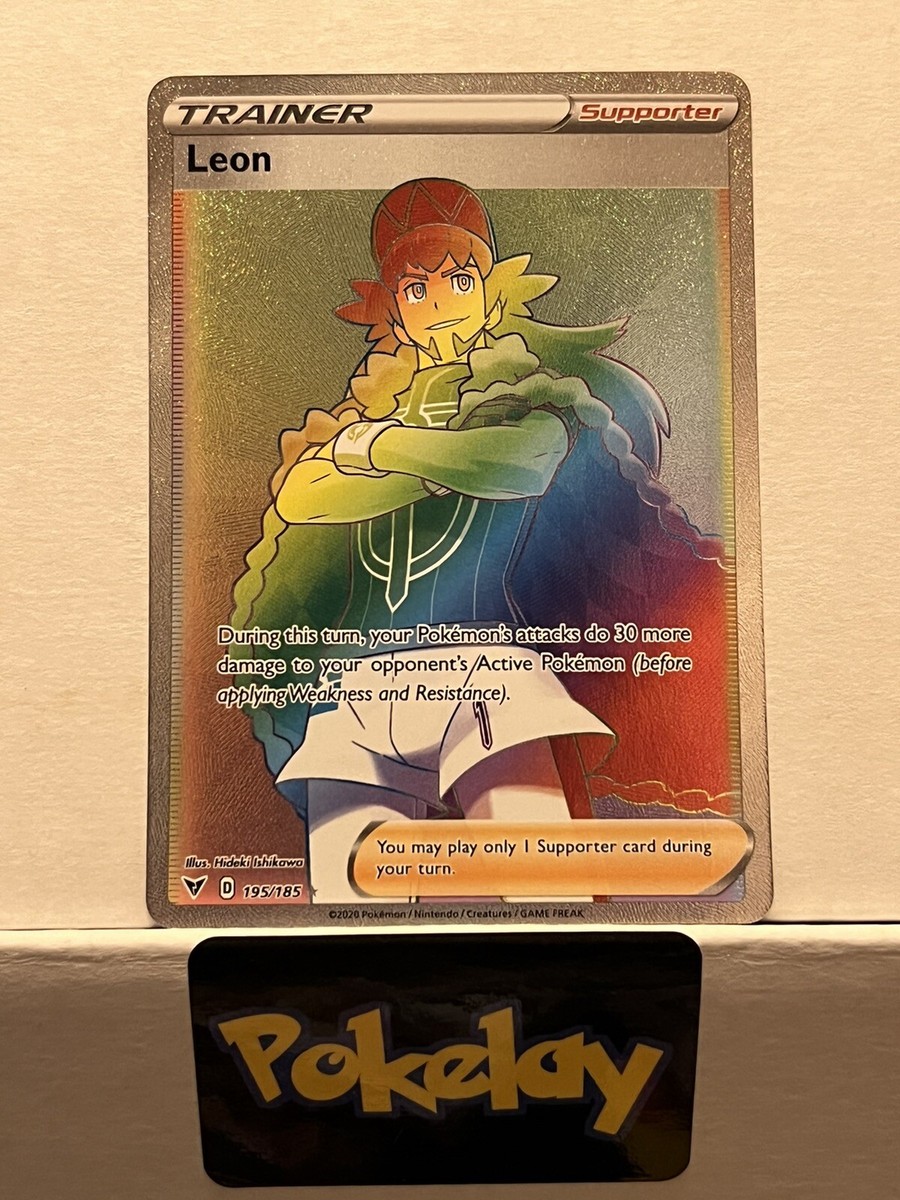 TRAINER
Supporter
Leon
During this turn, your Pokémon's attacks do 30 more
damage to your opponent's Active Pokémon (before
applying Weakness and Resistance).
You may play only 1 Supporter card during
your turn.
Illus. Hideki Ishikawa
D 195/185
©2020 Pokémon / Nintendo / Creatures / GAME FREAK
Pokelay